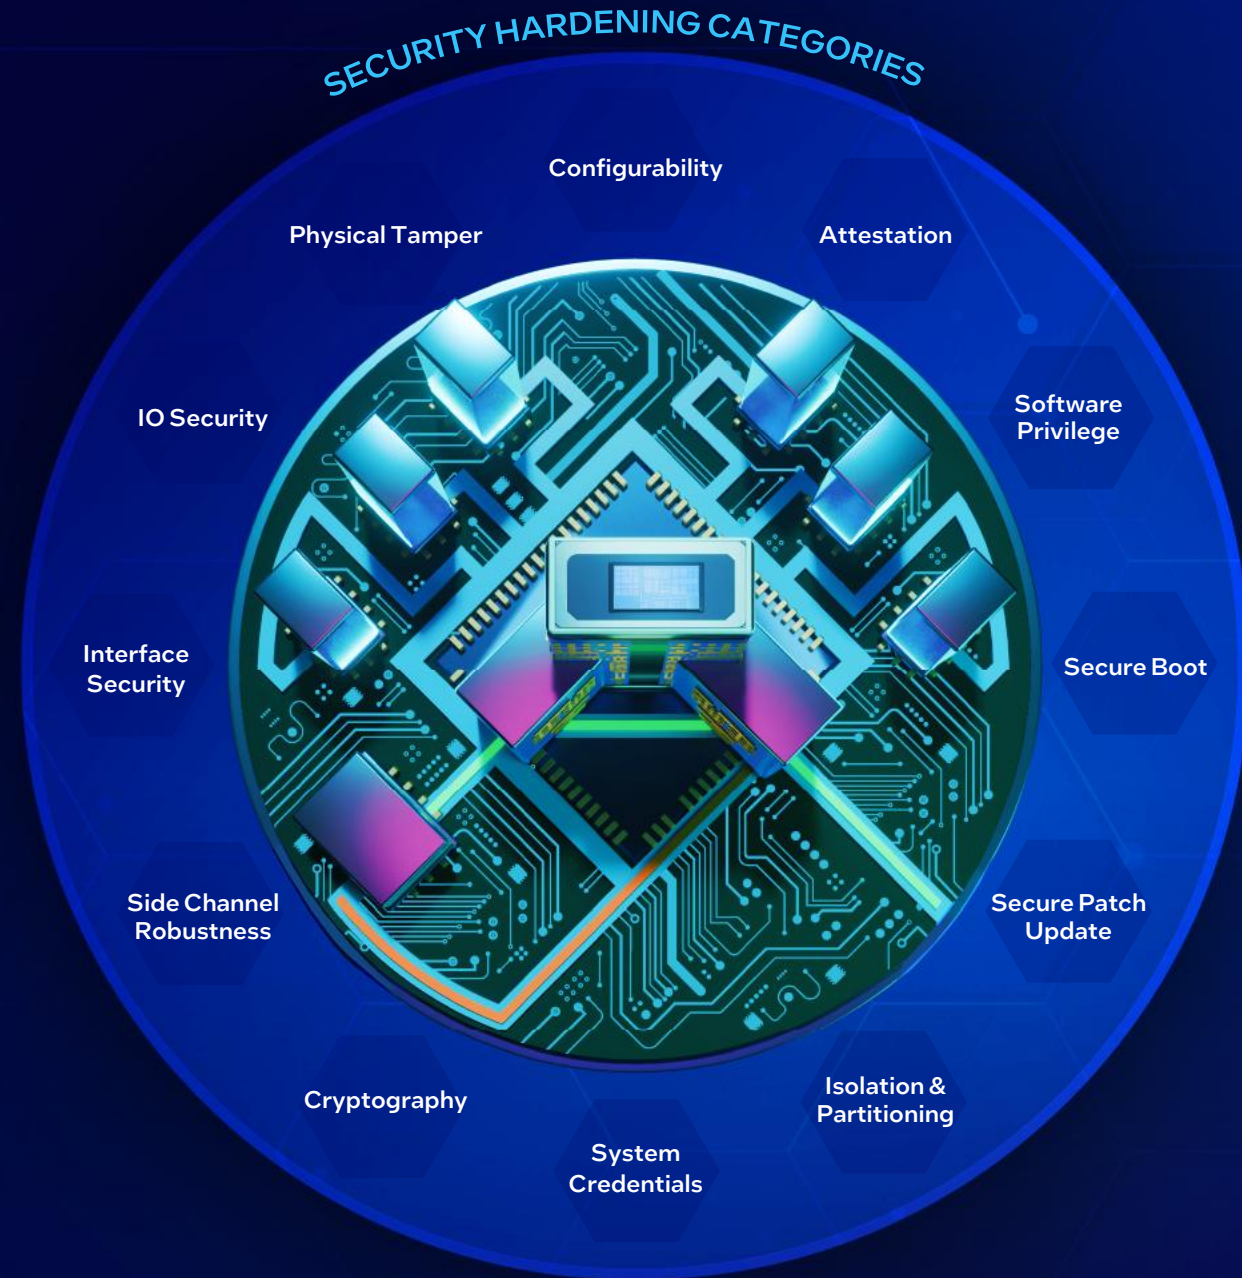 SECURITY HARDENING CATEGORIES
Configurability
Physical Tamper
Attestation
IO Security
Software
Privilege
Interface
Security
Secure Boot
Side Channel
Robustness
Secure Patch
Update
Cryptography
Isolation &
Partitioning
System
Credentials